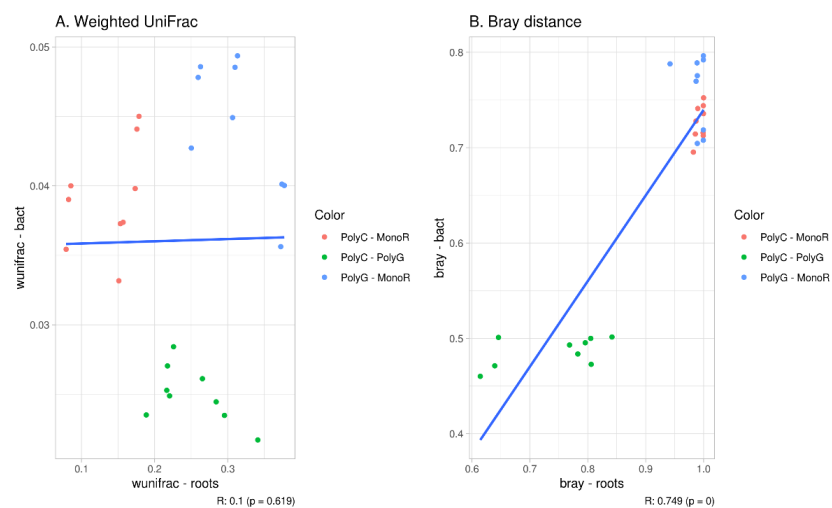 A. Weighted UniFrac
wunifrac - bact
0.05
0.04
0.03
0.1
0.2
0.3
wunifrac - roots
R: 0.1 (p = 0.619)
Color
PolyC - MonoR
PolyC - PolyG
PolyG - MonoR
B. Bray distance
bray - bact
0.8
0.7
0.6
0.5
0.4
0.6
0.7
0.8
0.9
1.0
bray - roots
R: 0.749 (p = 0)
Color
PolyC - MonoR
PolyC - PolyG
PolyG - MonoR